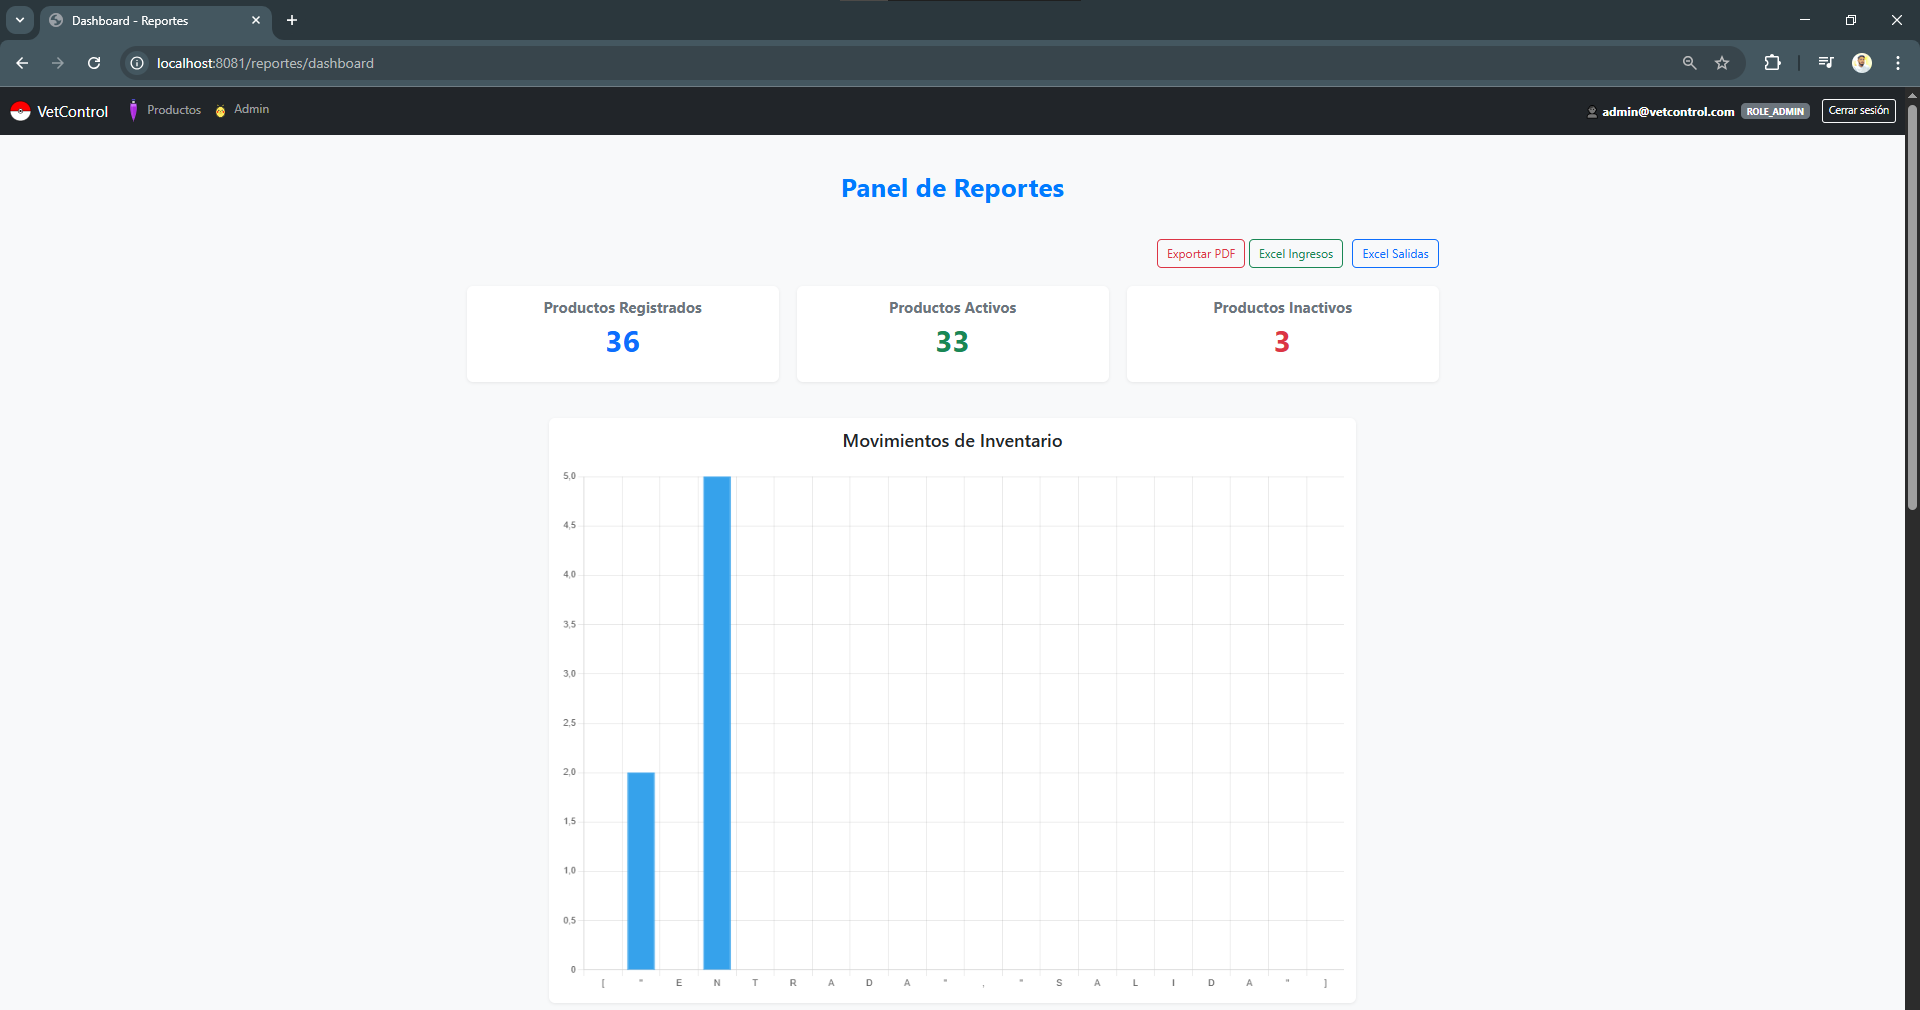 Dashboard - Reportes
localhost:8081/reportes/dashboard
VetControl Productos Admin admin@vetcontrol.com ROLE_ADMIN Cerrar sesión
Panel de Reportes
Exportar PDF Excel Ingresos Excel Salidas
Productos Registrados Productos Activos Productos Inactivos
36 33 3
Movimientos de Inventario
5,0
4,5
4,0
3,5
3,0
2,5
2,0
1,5
1,0
0,5
0
[ " E N T R A D A " , " S A L I D A " ]